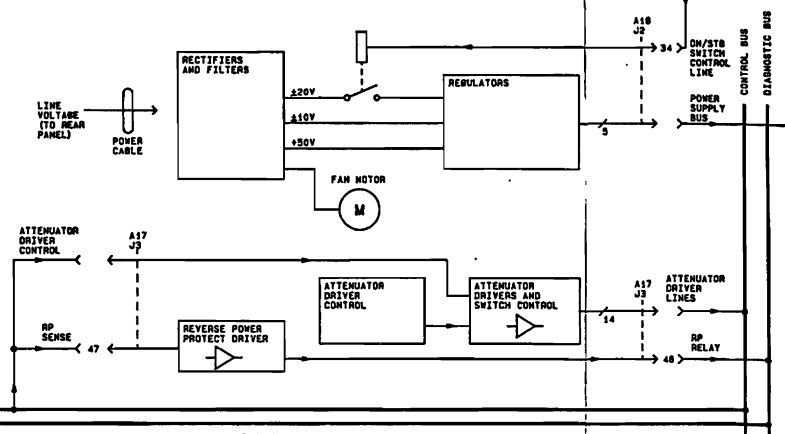 A18
J2
RECTIFIERS
AND FILTERS
34
ON/STB
SWITCH
CONTROL
LINE
CONTROL BUS
DIAGNOSTIC BUS
REGULATORS
±20V
LINE
VOLTAGE
(TO REAR
PANEL)
POWER
CABLE
±10V
+50V
5
POWER
SUPPLY
BUS
FAN MOTOR
M
ATTENUATOR
DRIVER
CONTROL
A17
J3
ATTENUATOR
DRIVER
CONTROL
ATTENUATOR
DRIVERS AND
SWITCH CONTROL
14
A17
J3
ATTENUATOR
DRIVER
LINES
RP
SENSE
47
REVERSE POWER
PROTECT DRIVER
48
RP
RELAY